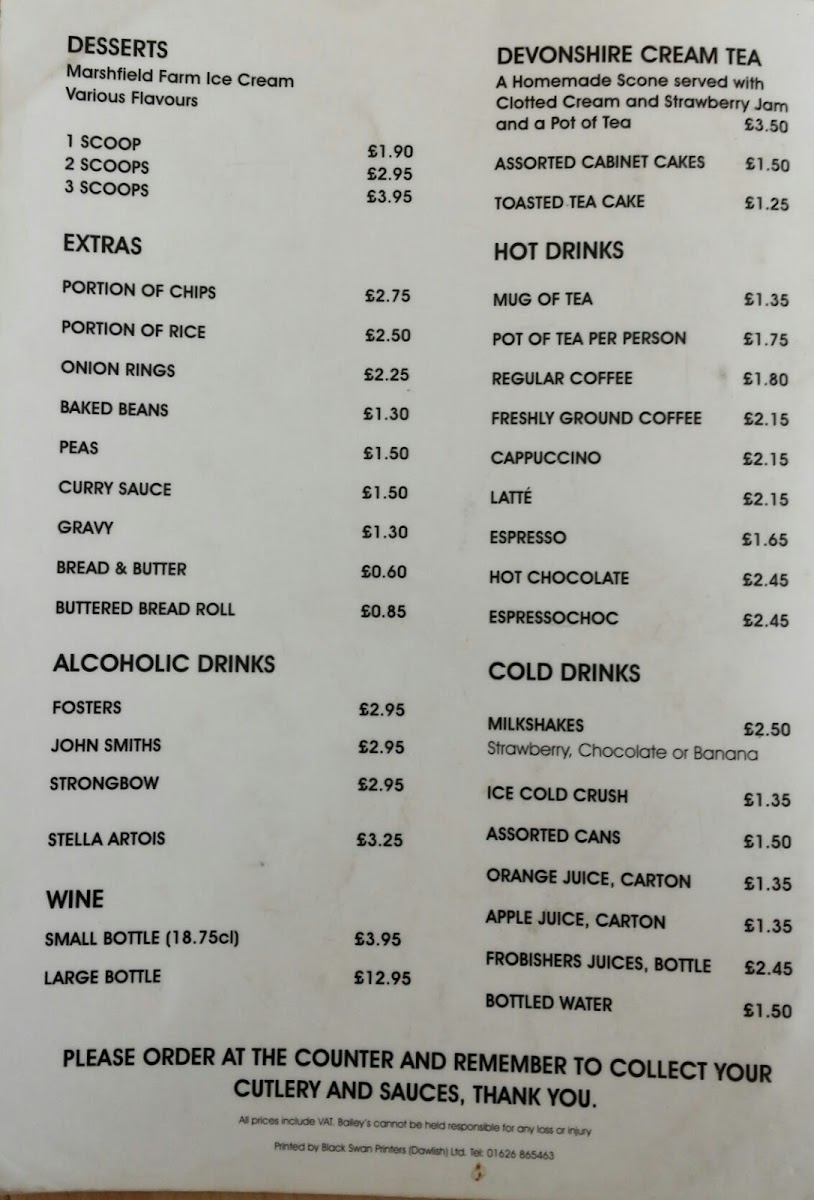 DESSERTS
Marshfield Farm Ice Cream
Various Flavours
1 SCOOP £1.90
2 SCOOPS £2.95
3 SCOOPS £3.95
EXTRAS
PORTION OF CHIPS £2.75
PORTION OF RICE £2.50
ONION RINGS £2.25
BAKED BEANS £1.30
PEAS £1.50
CURRY SAUCE £1.50
GRAVY £1.30
BREAD & BUTTER £0.60
BUTTERED BREAD ROLL £0.85
ALCOHOLIC DRINKS
FOSTERS £2.95
JOHN SMITHS £2.95
STRONGBOW £2.95
STELLA ARTOIS £3.25
WINE
SMALL BOTTLE (18.75cl) £3.95
LARGE BOTTLE £12.95
DEVONSHIRE CREAM TEA
A Homemade Scone served with
Clotted Cream and Strawberry Jam
and a Pot of Tea £3.50
ASSORTED CABINET CAKES £1.50
TOASTED TEA CAKE £1.25
HOT DRINKS
MUG OF TEA £1.35
POT OF TEA PER PERSON £1.75
REGULAR COFFEE £1.80
FRESHLY GROUND COFFEE £2.15
CAPPUCCINO £2.15
LATTÉ £2.15
ESPRESSO £1.65
HOT CHOCOLATE £2.45
ESPRESSOCHOC £2.45
COLD DRINKS
MILKSHAKES £2.50
Strawberry, Chocolate or Banana
ICE COLD CRUSH £1.35
ASSORTED CANS £1.50
ORANGE JUICE, CARTON £1.35
APPLE JUICE, CARTON £1.35
FROBISHERS JUICES, BOTTLE £2.45
BOTTLED WATER £1.50
PLEASE ORDER AT THE COUNTER AND REMEMBER TO COLLECT YOUR
CUTLERY AND SAUCES, THANK YOU.
All prices include VAT. Bailey's cannot be held responsible for any loss or injury
Printed by Black Swan Printers (Dawlish) Ltd. Tel: 01626 865463